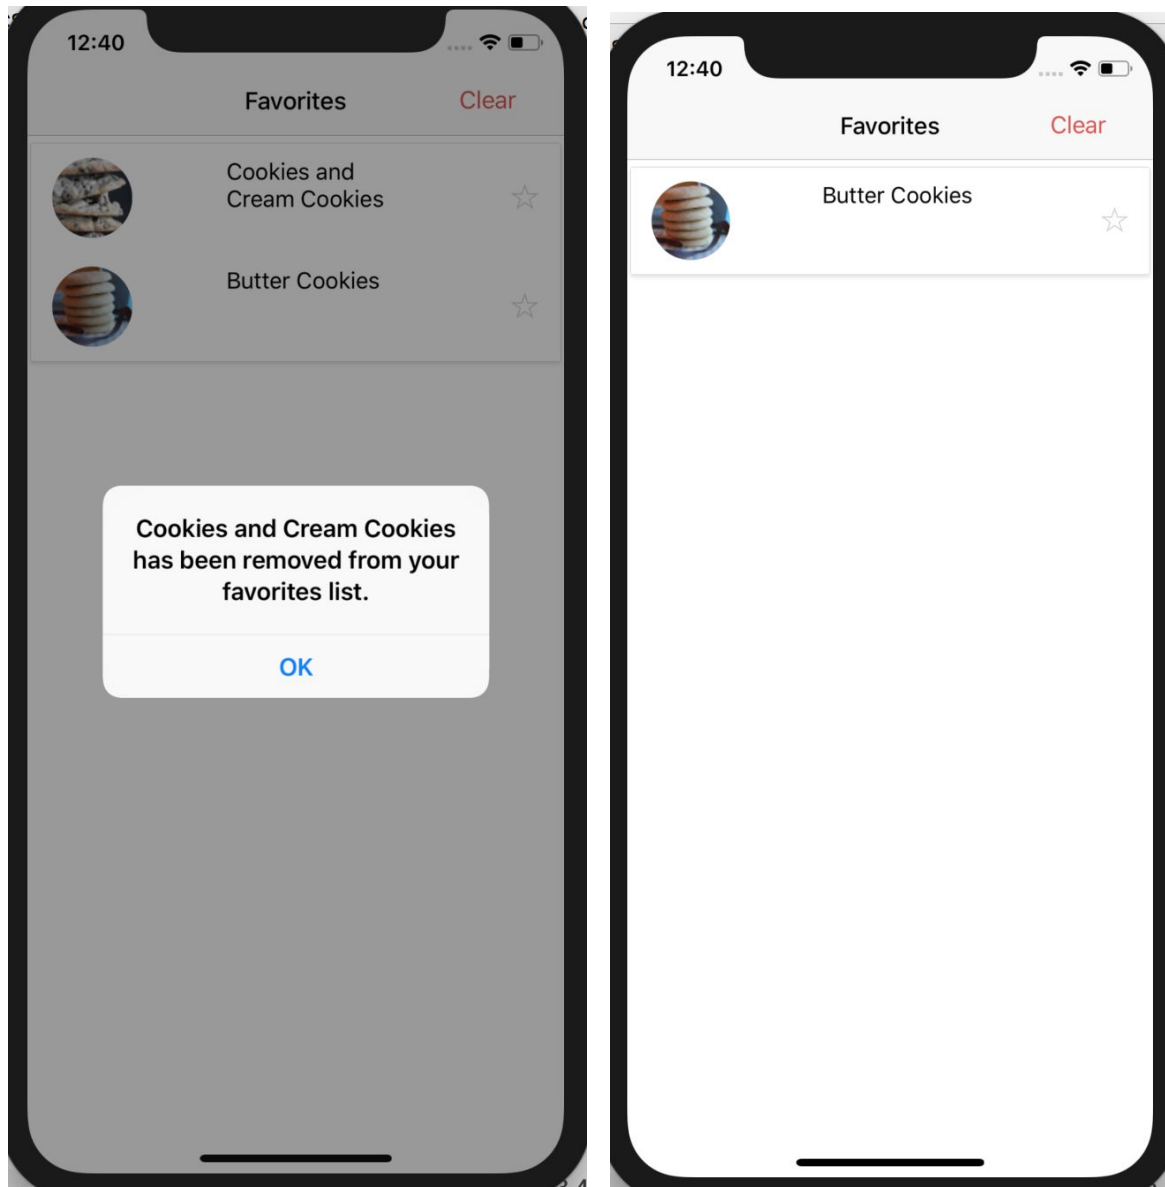 12:40
Favorites
Clear
Cookies and
Cream Cookies
Butter Cookies
Cookies and Cream Cookies
has been removed from your
favorites list.
OK
12:40
Favorites
Clear
Butter Cookies